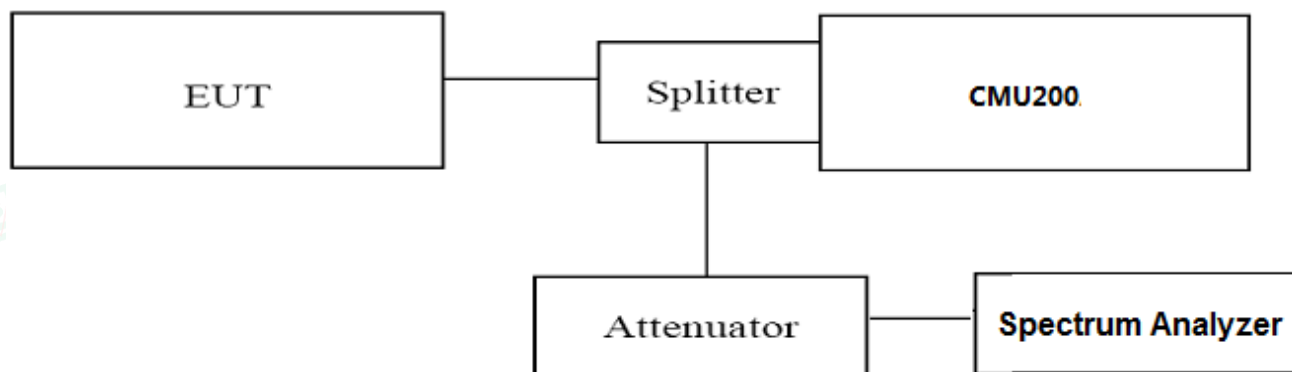 EUT
Splitter
CMU200
Attenuator
Spectrum Analyzer